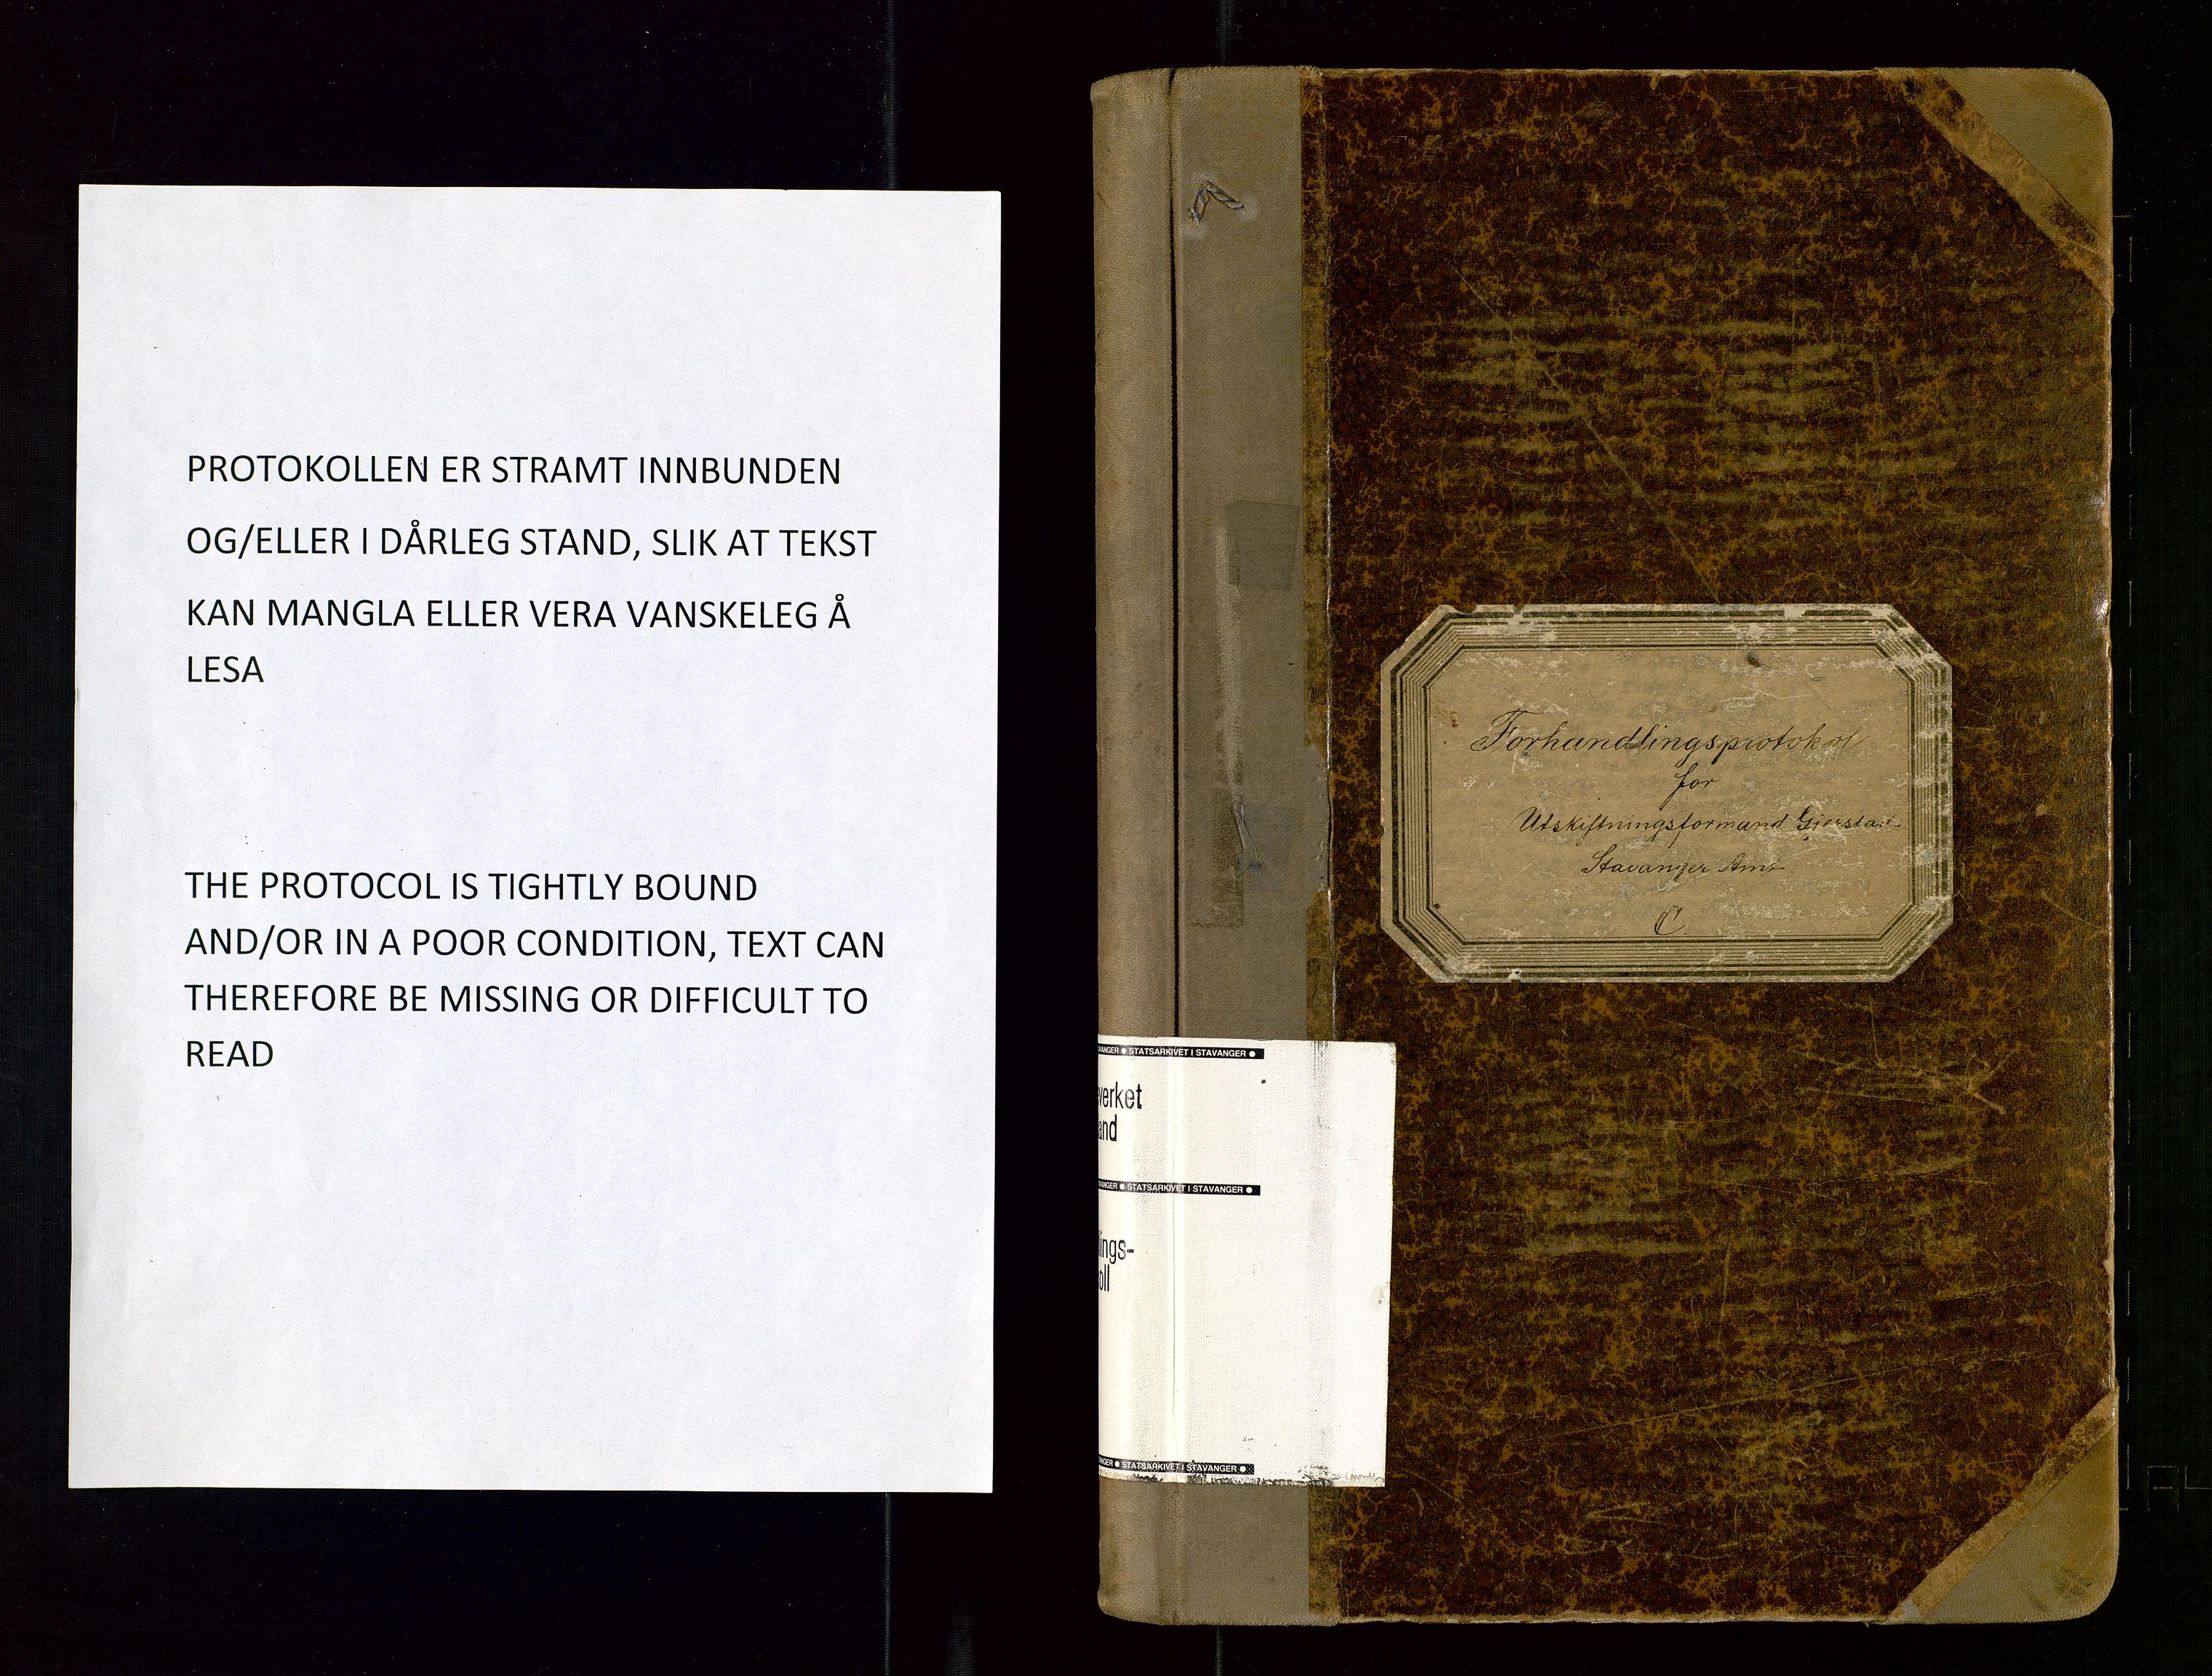 PROTOKOLLEN ER STRAMT INNBUNDEN
OG/ELLER I DÅRLEG STAND, SLIK AT TEKST
KAN MANGLA ELLER VERA VANSKELEG Å
LESA
THE PROTOCOL IS TIGHTLY BOUND
AND/OR IN A POOR CONDITION, TEXT CAN
THEREFORE BE MISSING OR DIFFICULT TO
READ
Forhandlingsprotokol
for
Utskiftningsformand
Stavanger Amt
C
STATSARKIVET I STAVANGER
verket
and
STATSARKIVET I STAVANGER
lings-
oll
STATSARKIVET I STAVANGER